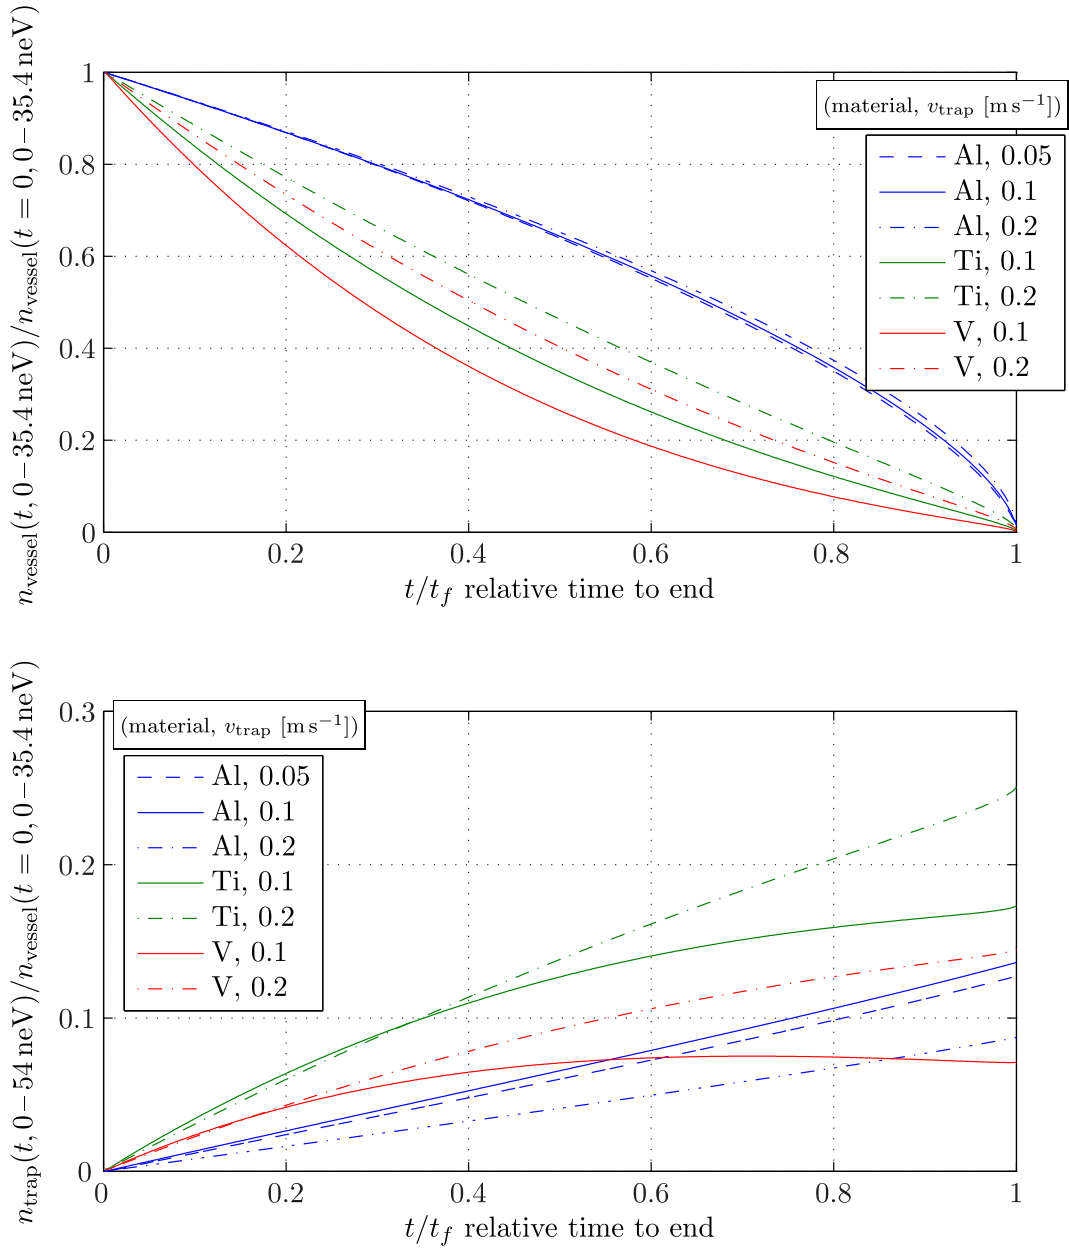 n_vessel(t, 0−35.4 neV)/n_vessel(t = 0, 0−35.4 neV)
1
0.8
0.6
0.4
0.2
0
0 0.2 0.4 0.6 0.8 1
t/t_f relative time to end
(material, v_trap [m s⁻¹])
Al, 0.05
Al, 0.1
Al, 0.2
Ti, 0.1
Ti, 0.2
V, 0.1
V, 0.2
n_trap(t, 0−54 neV)/n_vessel(t = 0, 0−35.4 neV)
0.3
0.2
0.1
0
0 0.2 0.4 0.6 0.8 1
t/t_f relative time to end
(material, v_trap [m s⁻¹])
Al, 0.05
Al, 0.1
Al, 0.2
Ti, 0.1
Ti, 0.2
V, 0.1
V, 0.2